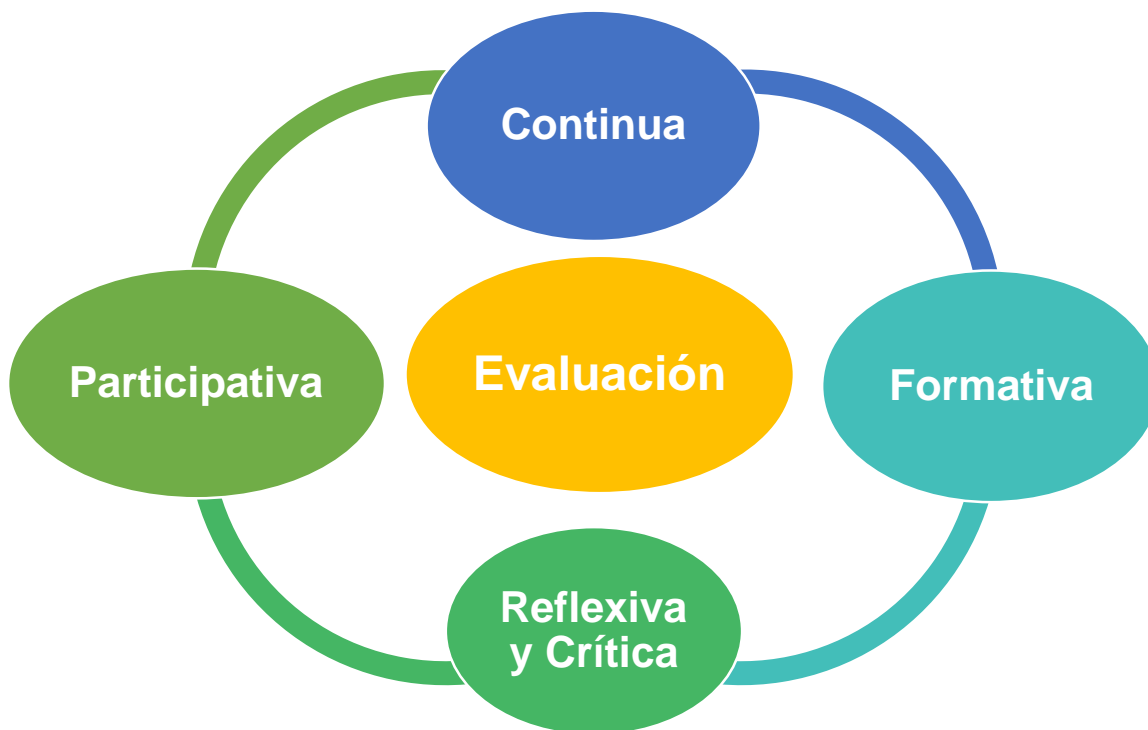 Continua
Participativa
Evaluación
Formativa
Reflexiva
y Crítica